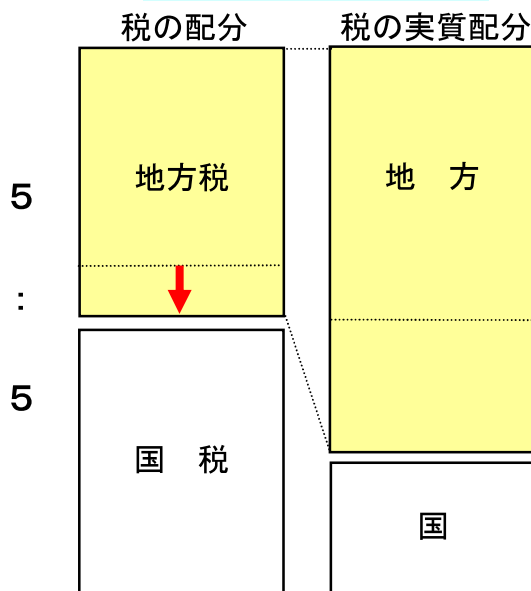 税の配分
税の実質配分
地方税
地　方
５
：
５
国　税
国